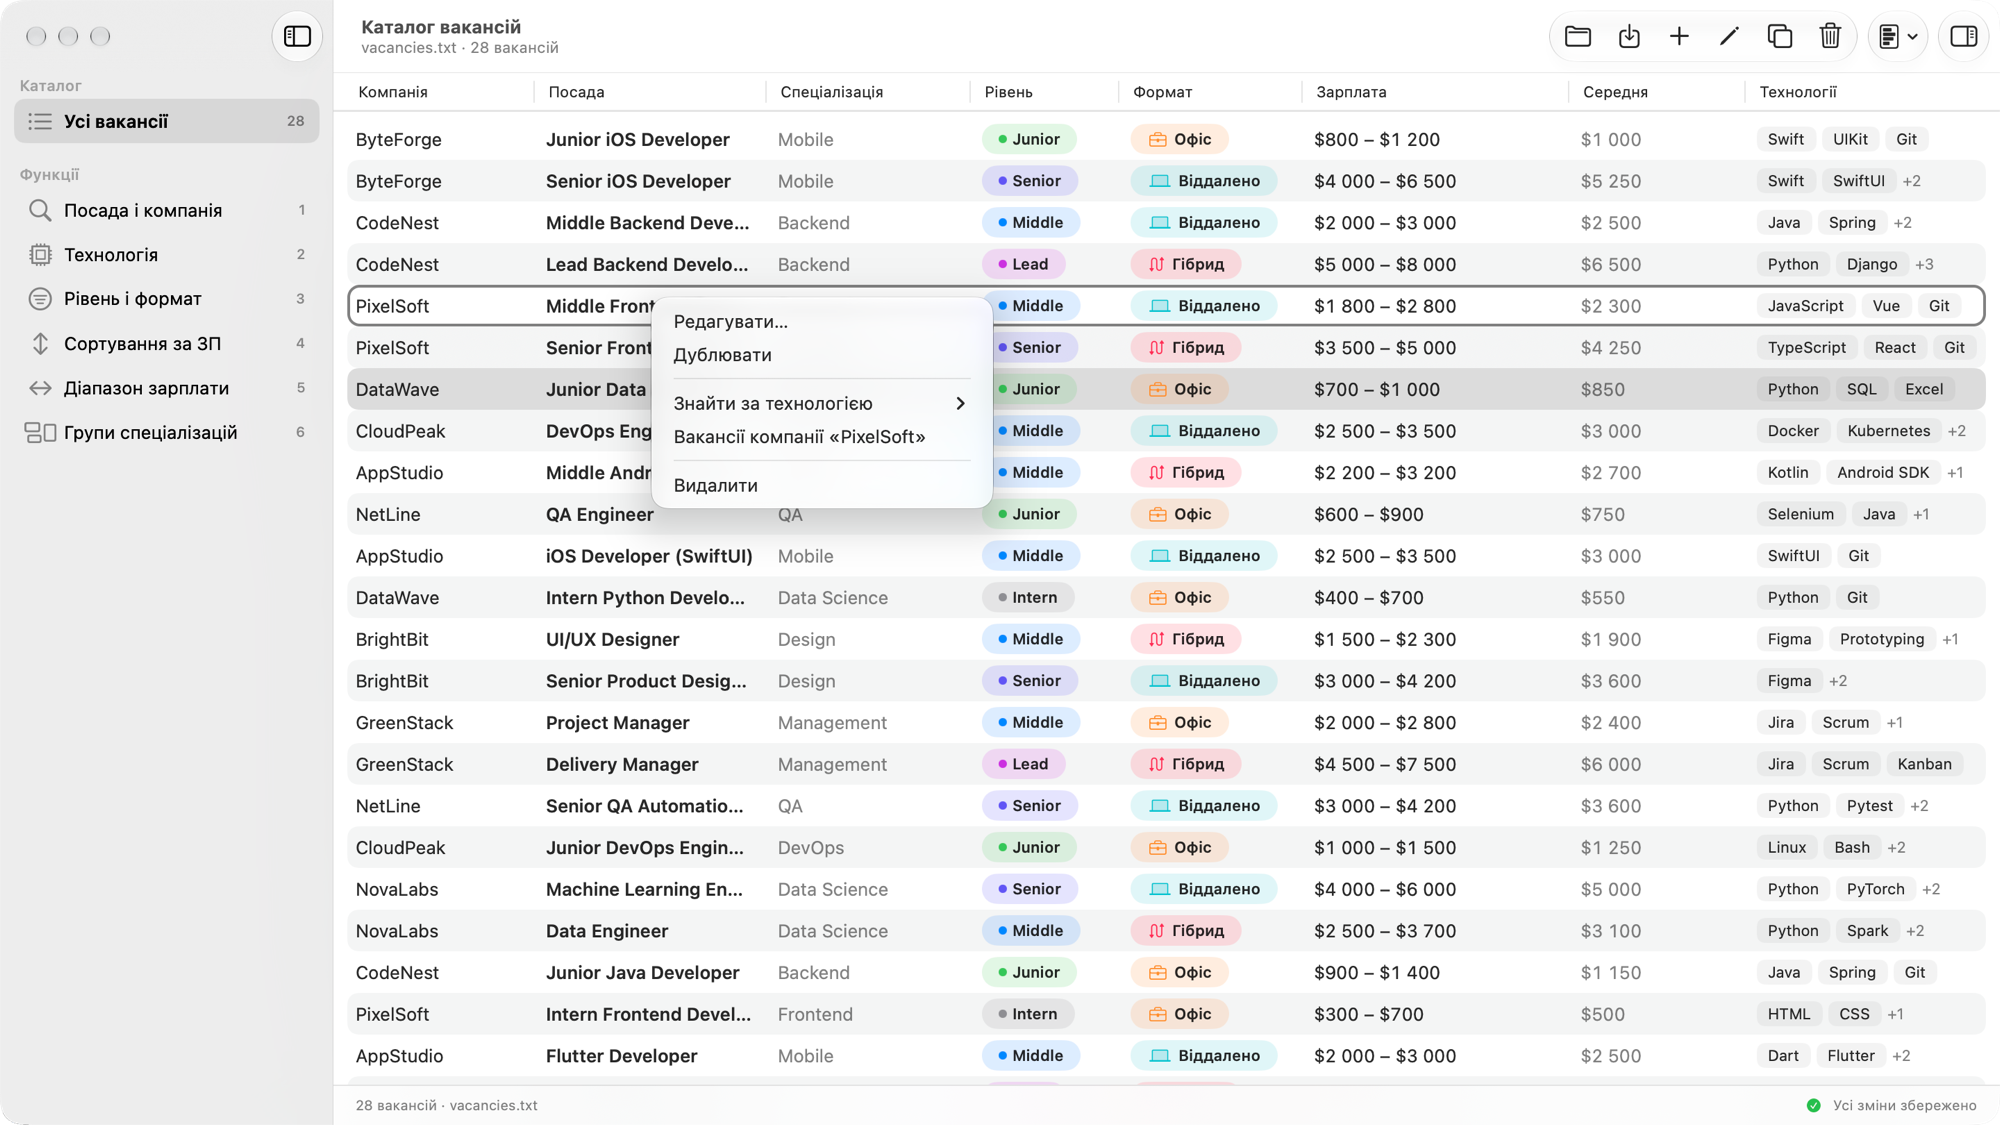 Каталог вакансій
vacancies.txt · 28 вакансій
Каталог
Усі вакансії 28
Функції
Посада і компанія 1
Технологія 2
Рівень і формат 3
Сортування за ЗП 4
Діапазон зарплати 5
Групи спеціалізацій 6
Компанія Посада Спеціалізація Рівень Формат Зарплата Середня Технології
ByteForge Junior iOS Developer Mobile Junior Офіс $800 – $1 200 $1 000 Swift UIKit Git
ByteForge Senior iOS Developer Mobile Senior Віддалено $4 000 – $6 500 $5 250 Swift SwiftUI +2
CodeNest Middle Backend Deve... Backend Middle Віддалено $2 000 – $3 000 $2 500 Java Spring +2
CodeNest Lead Backend Develo... Backend Lead Гібрид $5 000 – $8 000 $6 500 Python Django +3
PixelSoft Middle Front Middle Віддалено $1 800 – $2 800 $2 300 JavaScript Vue Git
PixelSoft Senior Front Senior Гібрид $3 500 – $5 000 $4 250 TypeScript React Git
DataWave Junior Data Junior Офіс $700 – $1 000 $850 Python SQL Excel
CloudPeak DevOps Eng Middle Віддалено $2 500 – $3 500 $3 000 Docker Kubernetes +2
AppStudio Middle Andr Middle Гібрид $2 200 – $3 200 $2 700 Kotlin Android SDK +1
NetLine QA Engineer QA Junior Офіс $600 – $900 $750 Selenium Java +1
AppStudio iOS Developer (SwiftUI) Mobile Middle Віддалено $2 500 – $3 500 $3 000 SwiftUI Git
DataWave Intern Python Develo... Data Science Intern Офіс $400 – $700 $550 Python Git
BrightBit UI/UX Designer Design Middle Гібрид $1 500 – $2 300 $1 900 Figma Prototyping +1
BrightBit Senior Product Desig... Design Senior Віддалено $3 000 – $4 200 $3 600 Figma +2
GreenStack Project Manager Management Middle Офіс $2 000 – $2 800 $2 400 Jira Scrum +1
GreenStack Delivery Manager Management Lead Гібрид $4 500 – $7 500 $6 000 Jira Scrum Kanban
NetLine Senior QA Automatio... QA Senior Віддалено $3 000 – $4 200 $3 600 Python Pytest +2
CloudPeak Junior DevOps Engin... DevOps Junior Офіс $1 000 – $1 500 $1 250 Linux Bash +2
NovaLabs Machine Learning En... Data Science Senior Віддалено $4 000 – $6 000 $5 000 Python PyTorch +2
NovaLabs Data Engineer Data Science Middle Гібрид $2 500 – $3 700 $3 100 Python Spark +2
CodeNest Junior Java Developer Backend Junior Офіс $900 – $1 400 $1 150 Java Spring Git
PixelSoft Intern Frontend Devel... Frontend Intern Офіс $300 – $700 $500 HTML CSS +1
AppStudio Flutter Developer Mobile Middle Віддалено $2 000 – $3 000 $2 500 Dart Flutter +2
Редагувати...
Дублювати
Знайти за технологією
Вакансії компанії «PixelSoft»
Видалити
28 вакансій · vacancies.txt Усі зміни збережено